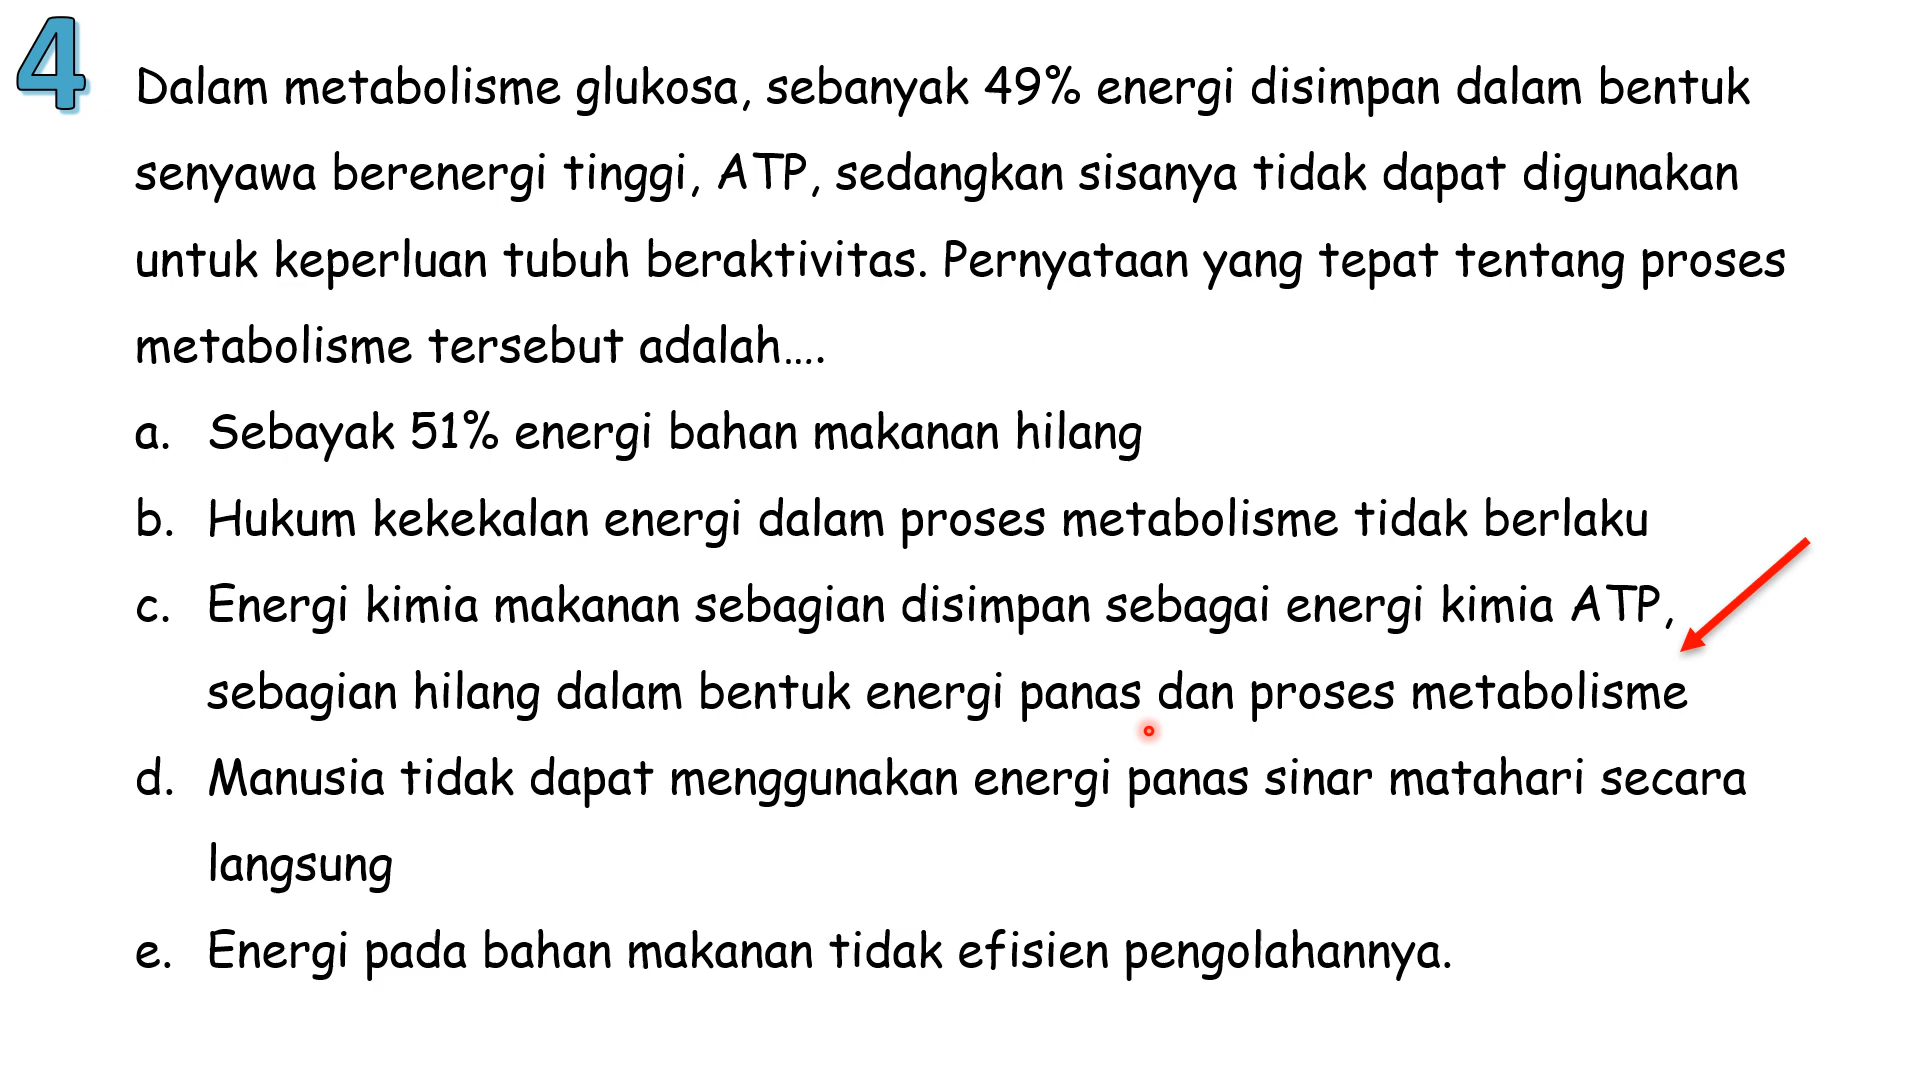 4
Dalam metabolisme glukosa, sebanyak 49% energi disimpan dalam bentuk
senyawa berenergi tinggi, ATP, sedangkan sisanya tidak dapat digunakan
untuk keperluan tubuh beraktivitas. Pernyataan yang tepat tentang proses
metabolisme tersebut adalah....
a. Sebayak 51% energi bahan makanan hilang
b. Hukum kekekalan energi dalam proses metabolisme tidak berlaku
c. Energi kimia makanan sebagian disimpan sebagai energi kimia ATP,
sebagian hilang dalam bentuk energi panas dan proses metabolisme
d. Manusia tidak dapat menggunakan energi panas sinar matahari secara
langsung
e. Energi pada bahan makanan tidak efisien pengolahannya.